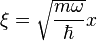 ξ = √(mω/ħ) x